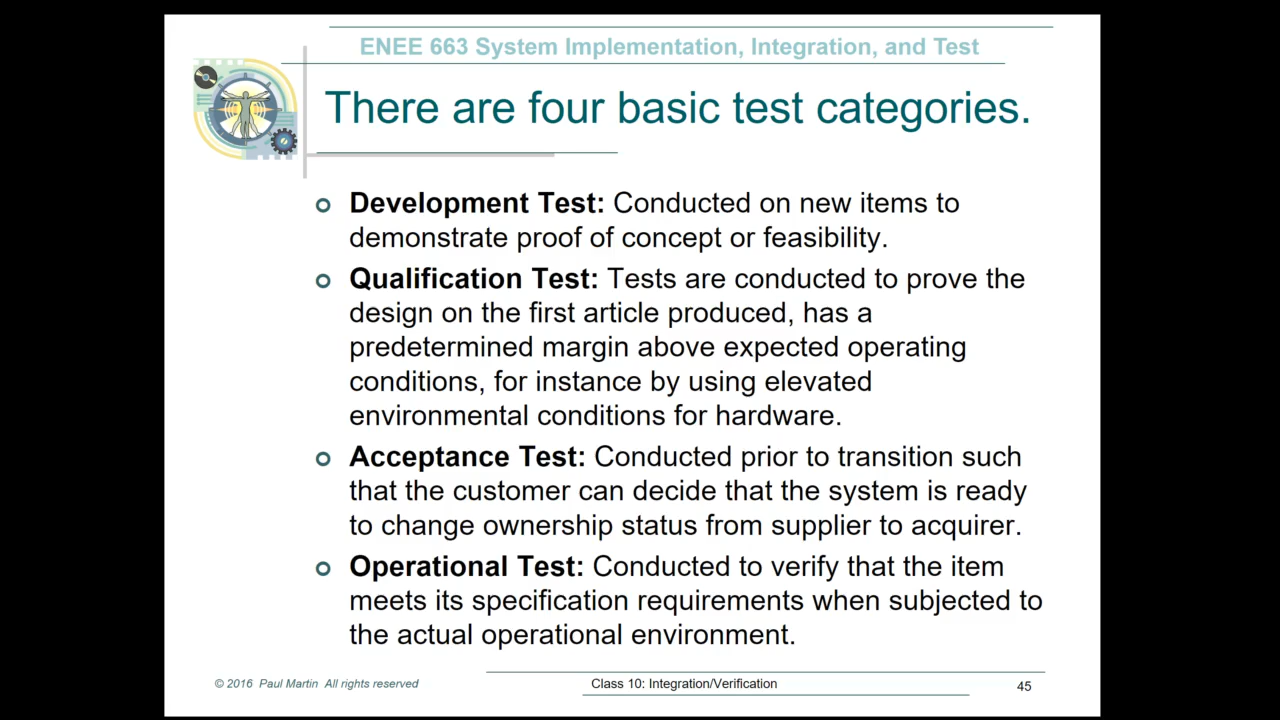 ENEE 663 System Implementation, Integration, and Test
There are four basic test categories.
Development Test: Conducted on new items to
demonstrate proof of concept or feasibility.
Qualification Test: Tests are conducted to prove the
design on the first article produced, has a
predetermined margin above expected operating
conditions, for instance by using elevated
environmental conditions for hardware.
Acceptance Test: Conducted prior to transition such
that the customer can decide that the system is ready
to change ownership status from supplier to acquirer.
Operational Test: Conducted to verify that the item
meets its specification requirements when subjected to
the actual operational environment.
© 2016 Paul Martin All rights reserved
Class 10: Integration/Verification
45